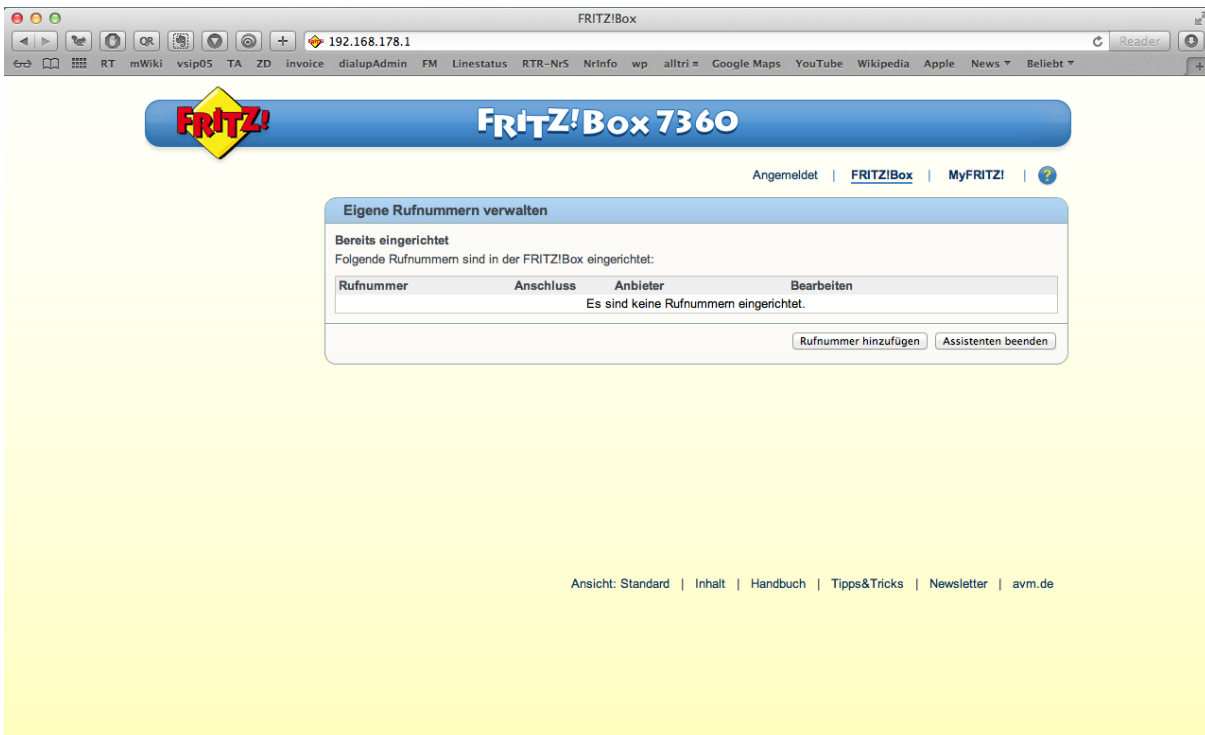 FRITZ!Box
QR 192.168.178.1 Reader
RT mWiki vsip05 TA ZD invoice dialupAdmin FM Linestatus RTR-NrS NrInfo wp alltri Google Maps YouTube Wikipedia Apple News Beliebt
FRITZ! FRITZ!Box 7360
Angemeldet | FRITZ!Box | MyFRITZ! | ?
Eigene Rufnummern verwalten
Bereits eingerichtet
Folgende Rufnummern sind in der FRITZ!Box eingerichtet:
Rufnummer Anschluss Anbieter Bearbeiten
Es sind keine Rufnummern eingerichtet.
Rufnummer hinzufügen Assistenten beenden
Ansicht: Standard | Inhalt | Handbuch | Tipps&Tricks | Newsletter | avm.de